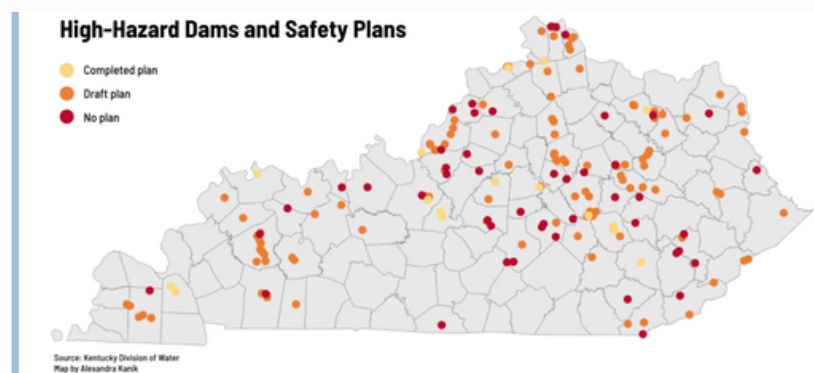 High-Hazard Dams and Safety Plans
Completed plan
Draft plan
No plan
Source: Kentucky Division of Water
Map by Alexandra Kanik